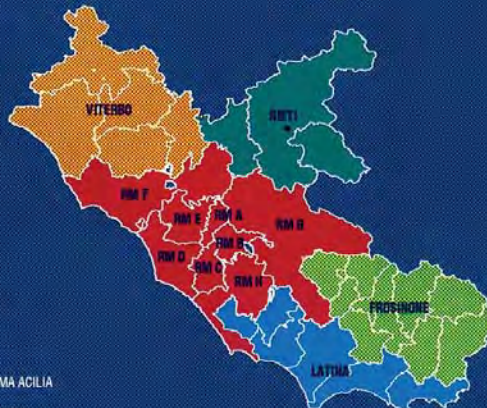 VITERBO
RIETI
RM F
RM A
RM E
RM G
RM B
RM D
RM C
RM H
FROSINONE
LATINA
MA ACILIA